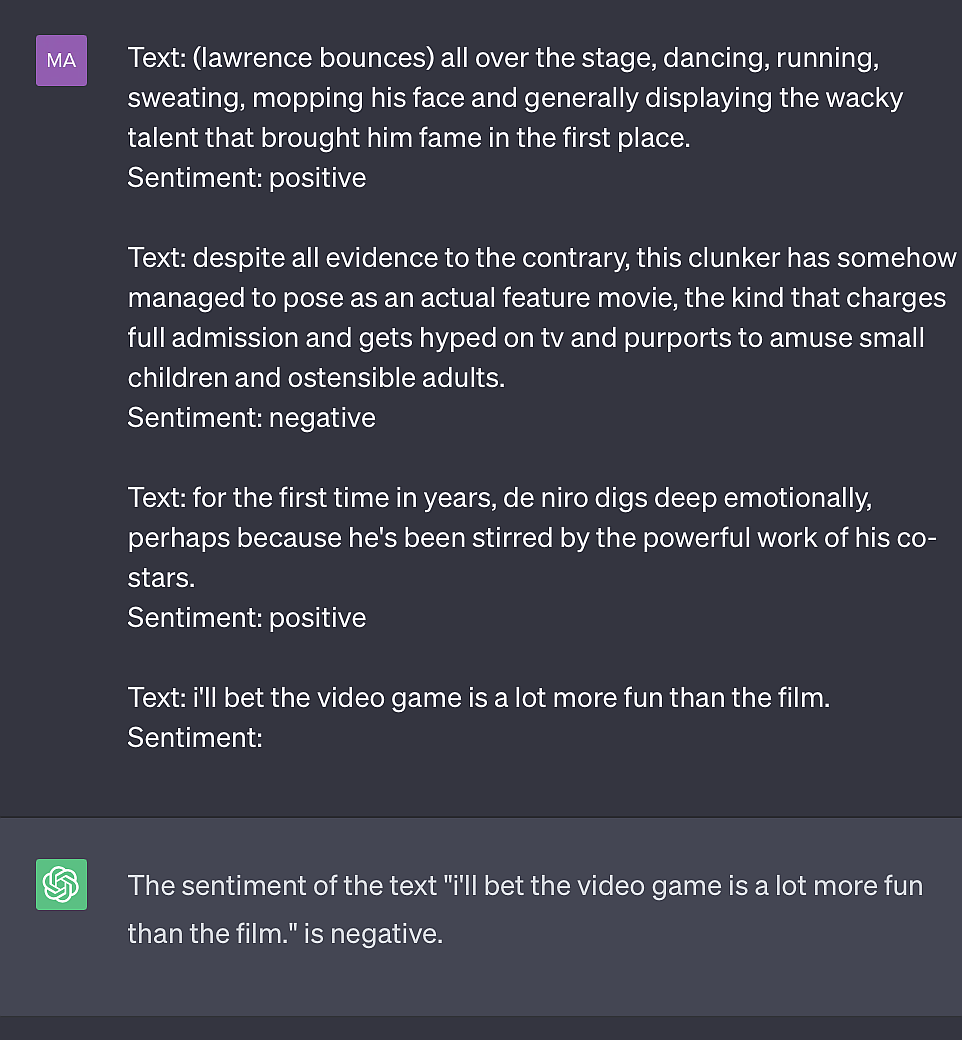 MA
Text: (lawrence bounces) all over the stage, dancing, running,
sweating, mopping his face and generally displaying the wacky
talent that brought him fame in the first place.
Sentiment: positive
Text: despite all evidence to the contrary, this clunker has somehow
managed to pose as an actual feature movie, the kind that charges
full admission and gets hyped on tv and purports to amuse small
children and ostensible adults.
Sentiment: negative
Text: for the first time in years, de niro digs deep emotionally,
perhaps because he's been stirred by the powerful work of his co-
stars.
Sentiment: positive
Text: i'll bet the video game is a lot more fun than the film.
Sentiment:
The sentiment of the text "i'll bet the video game is a lot more fun
than the film." is negative.